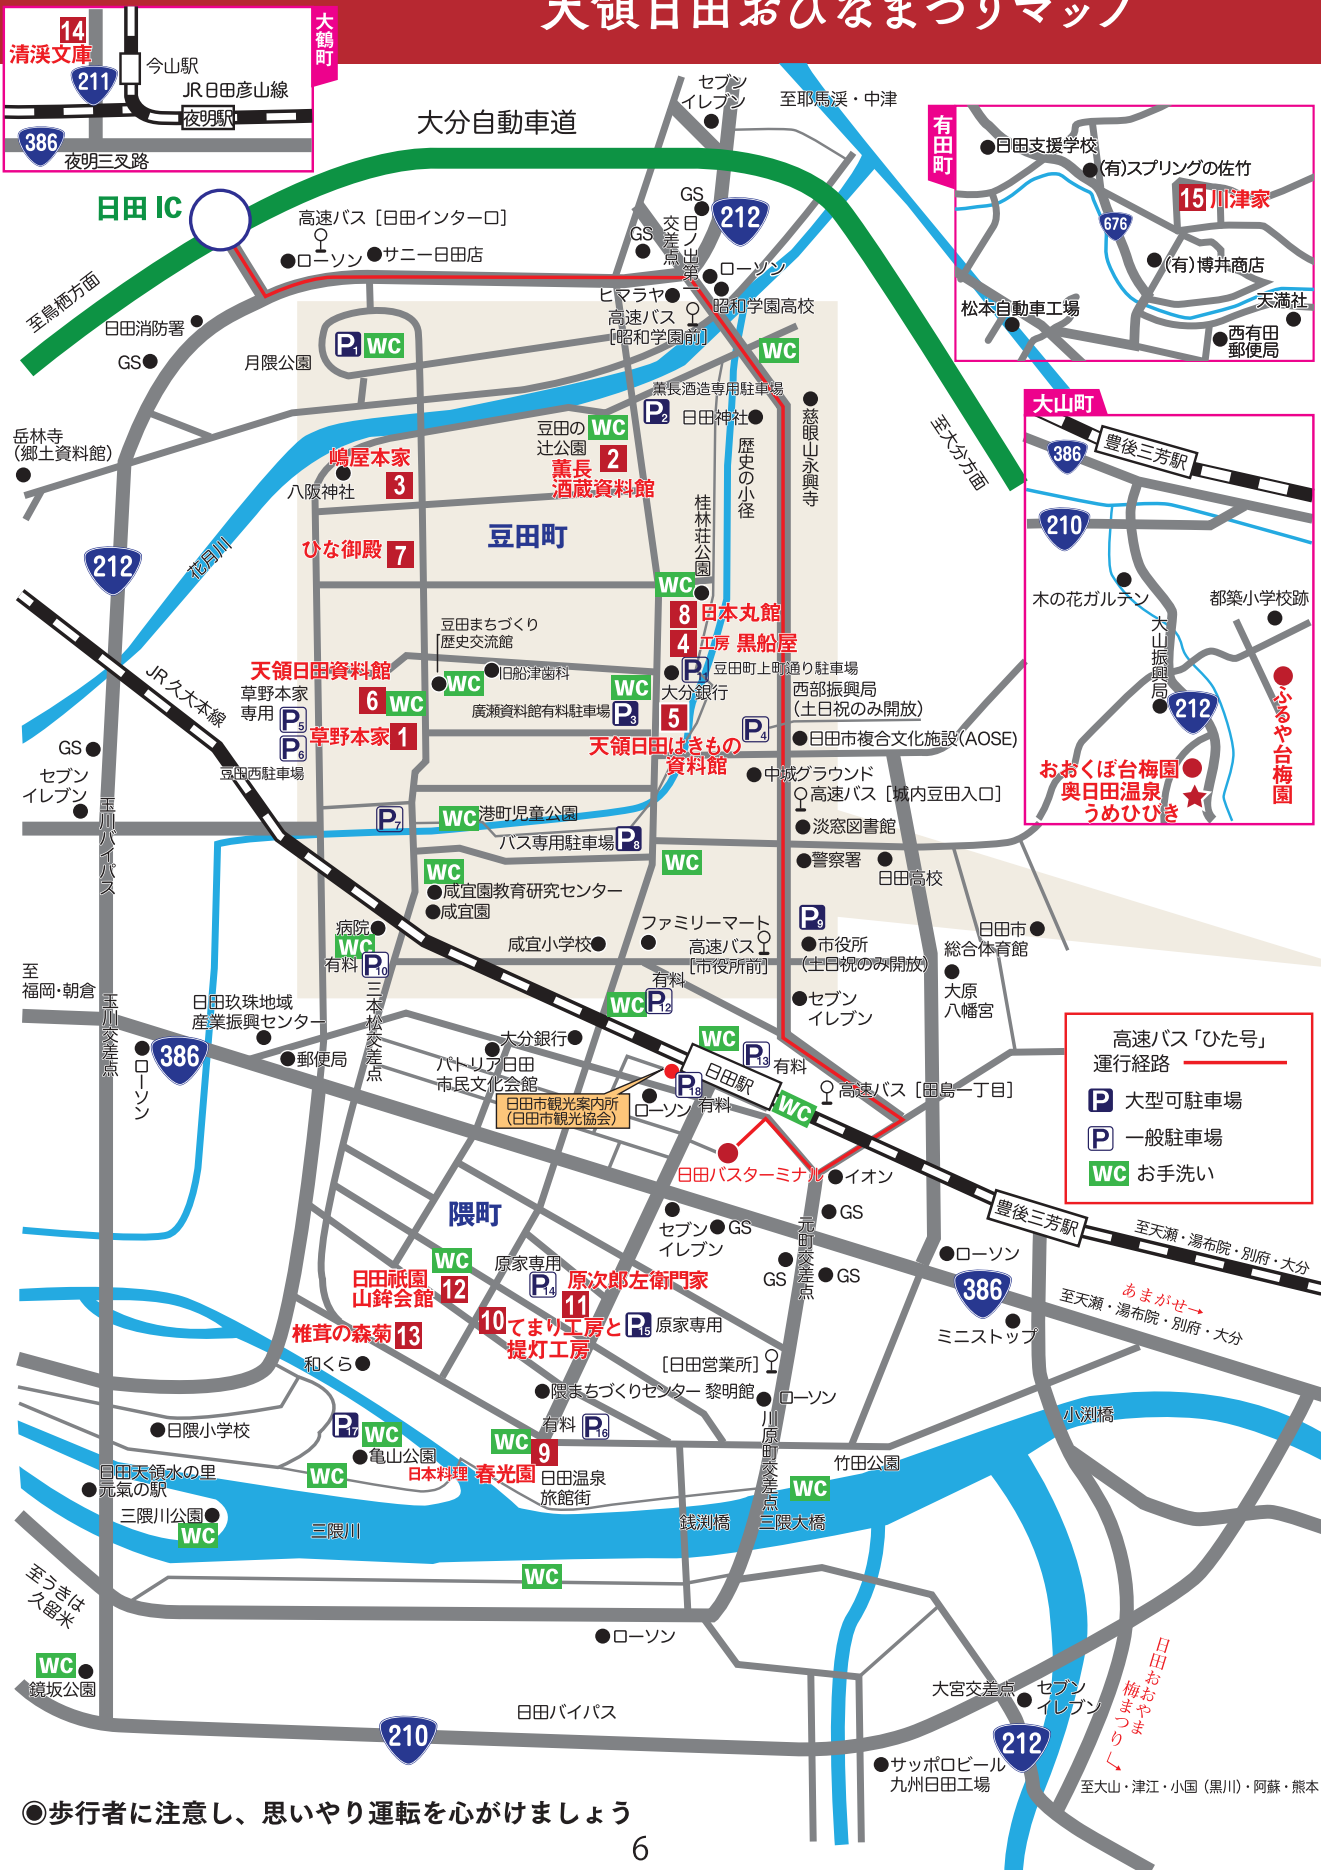 天領日田おひなまつりマップ
大鶴町
14
清渓文庫
211
今山駅
JR日田彦山線
夜明駅
386
夜明三叉路
大分自動車道
日田IC
至鳥栖方面
高速バス［日田インター口］
ローソン
サニー日田店
セブン
イレブン
至耶馬渓・中津
GS
GS
212
日ノ出第一
交差点
ローソン
ヒマラヤ
昭和学園高校
高速バス
［昭和学園前］
有田町
日田支援学校
(有)スプリングの佐竹
15
川津家
676
(有)博井商店
松本自動車工場
天満社
西有田
郵便局
日田消防署
GS
月隈公園
P1
WC
WC
薫長酒造専用駐車場
P2
日田神社
慈眼山永興寺
至大分方面
岳林寺
（郷土資料館）
豆田の
辻公園
WC
2
薫長
酒蔵資料館
嶋屋本家
3
八阪神社
歴史の小径
桂林荘公園
豆田町
ひな御殿
7
212
花月川
WC
8
日本丸館
4
工房 黒船屋
P11
豆田町上町通り駐車場
大分銀行
豆田まちづくり
歴史交流館
旧船津歯科
WC
WC
天領日田資料館
6
WC
草野本家
専用
P5
P6
草野本家
1
豆田西駐車場
廣瀬資料館有料駐車場
P3
5
天領日田はきもの
資料館
西部振興局
（土日祝のみ開放）
P4
日田市複合文化施設(AOSE)
中城グラウンド
高速バス［城内豆田入口］
淡窓図書館
警察署
日田高校
JR久大本線
GS
セブン
イレブン
玉川バイパス
P7
WC
港町児童公園
バス専用駐車場
P8
WC
WC
咸宜園教育研究センター
咸宜園
病院
WC
有料
P10
咸宜小学校
ファミリーマート
高速バス
［市役所前］
P9
市役所
（土日祝のみ開放）
日田市
総合体育館
大原
八幡宮
大山町
386
豊後三芳駅
210
木の花ガルテン
都築小学校跡
大山振興局
212
ふるや台梅園
おおくぼ台梅園
奥日田温泉
うめひびき
至
福岡・朝倉
玉川交差点
ローソン
386
日田玖珠地域
産業振興センター
郵便局
三本松交差点
有料
WC
P12
セブン
イレブン
大分銀行
パトリア日田
市民文化会館
日田市観光案内所
（日田市観光協会）
WC
P13
有料
日田駅
P18
有料
ローソン
WC
高速バス［田島一丁目］
日田バスターミナル
イオン
高速バス「ひた号」
運行経路
P
大型可駐車場
P
一般駐車場
WC
お手洗い
隈町
セブン
イレブン
GS
GS
元町交差点
GS
GS
豊後三芳駅
至天瀬・湯布院・別府・大分
ローソン
386
あまがせ→
至天瀬・湯布院・別府・大分
ミニストップ
WC
日田祇園
山鉾会館
12
原家専用
P14
原次郎左衛門家
11
10
てまり工房と
提灯工房
P15
原家専用
椎茸の森菊
13
和くら
［日田営業所］
隈まちづくりセンター 黎明館
ローソン
有料
P16
川原町交差点
小渕橋
日隈小学校
P17
WC
亀山公園
WC
WC
9
日本料理 春光園
日田温泉
旅館街
竹田公園
WC
日田天領水の里
元氣の駅
三隈川公園
WC
三隈川
銭渕橋
三隈大橋
至うきは
久留米
WC
ローソン
WC
鏡坂公園
日田バイパス
210
大宮交差点
セブン
イレブン
212
日田おおやま
梅まつり
サッポロビール
九州日田工場
至大山・津江・小国（黒川）・阿蘇・熊本
◉歩行者に注意し、思いやり運転を心がけましょう
6